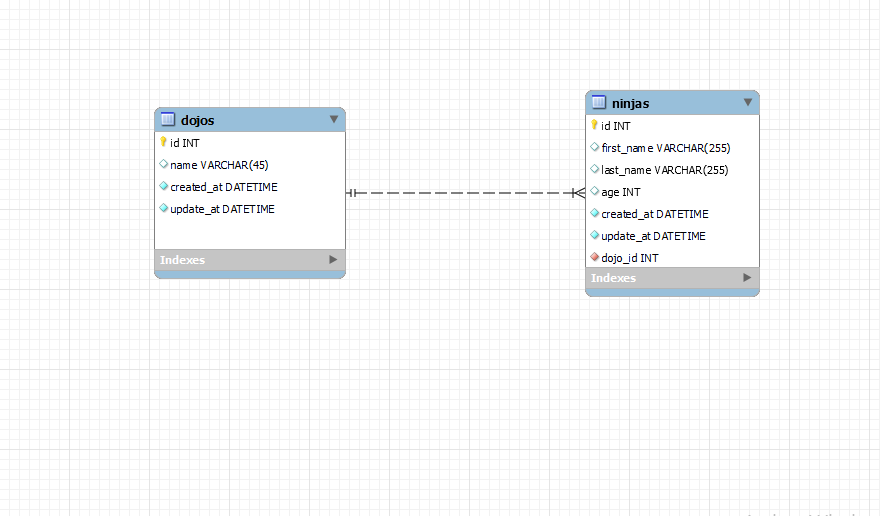 dojos
id INT
name VARCHAR(45)
created_at DATETIME
update_at DATETIME
Indexes
ninjas
id INT
first_name VARCHAR(255)
last_name VARCHAR(255)
age INT
created_at DATETIME
update_at DATETIME
dojo_id INT
Indexes